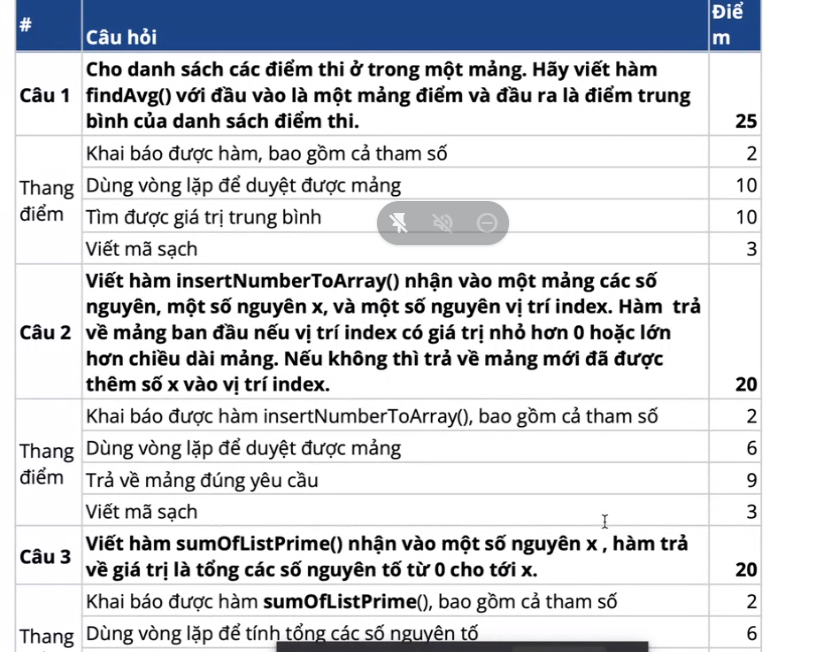 #
Câu hỏi
Điể
m
Câu 1
Cho danh sách các điểm thi ở trong một mảng. Hãy viết hàm
findAvg() với đầu vào là một mảng điểm và đầu ra là điểm trung
bình của danh sách điểm thi.
25
Thang
điểm
Khai báo được hàm, bao gồm cả tham số
2
Dùng vòng lặp để duyệt được mảng
10
Tìm được giá trị trung bình
10
Viết mã sạch
3
Câu 2
Viết hàm insertNumberToArray() nhận vào một mảng các số
nguyên, một số nguyên x, và một số nguyên vị trí index. Hàm trả
về mảng ban đầu nếu vị trí index có giá trị nhỏ hơn 0 hoặc lớn
hơn chiều dài mảng. Nếu không thì trả về mảng mới đã được
thêm số x vào vị trí index.
20
Thang
điểm
Khai báo được hàm insertNumberToArray(), bao gồm cả tham số
2
Dùng vòng lặp để duyệt được mảng
6
Trả về mảng đúng yêu cầu
9
Viết mã sạch
3
Câu 3
Viết hàm sumOfListPrime() nhận vào một số nguyên x , hàm trả
về giá trị là tổng các số nguyên tố từ 0 cho tới x.
20
Thang
Khai báo được hàm sumOfListPrime(), bao gồm cả tham số
2
Dùng vòng lặp để tính tổng các số nguyên tố
6